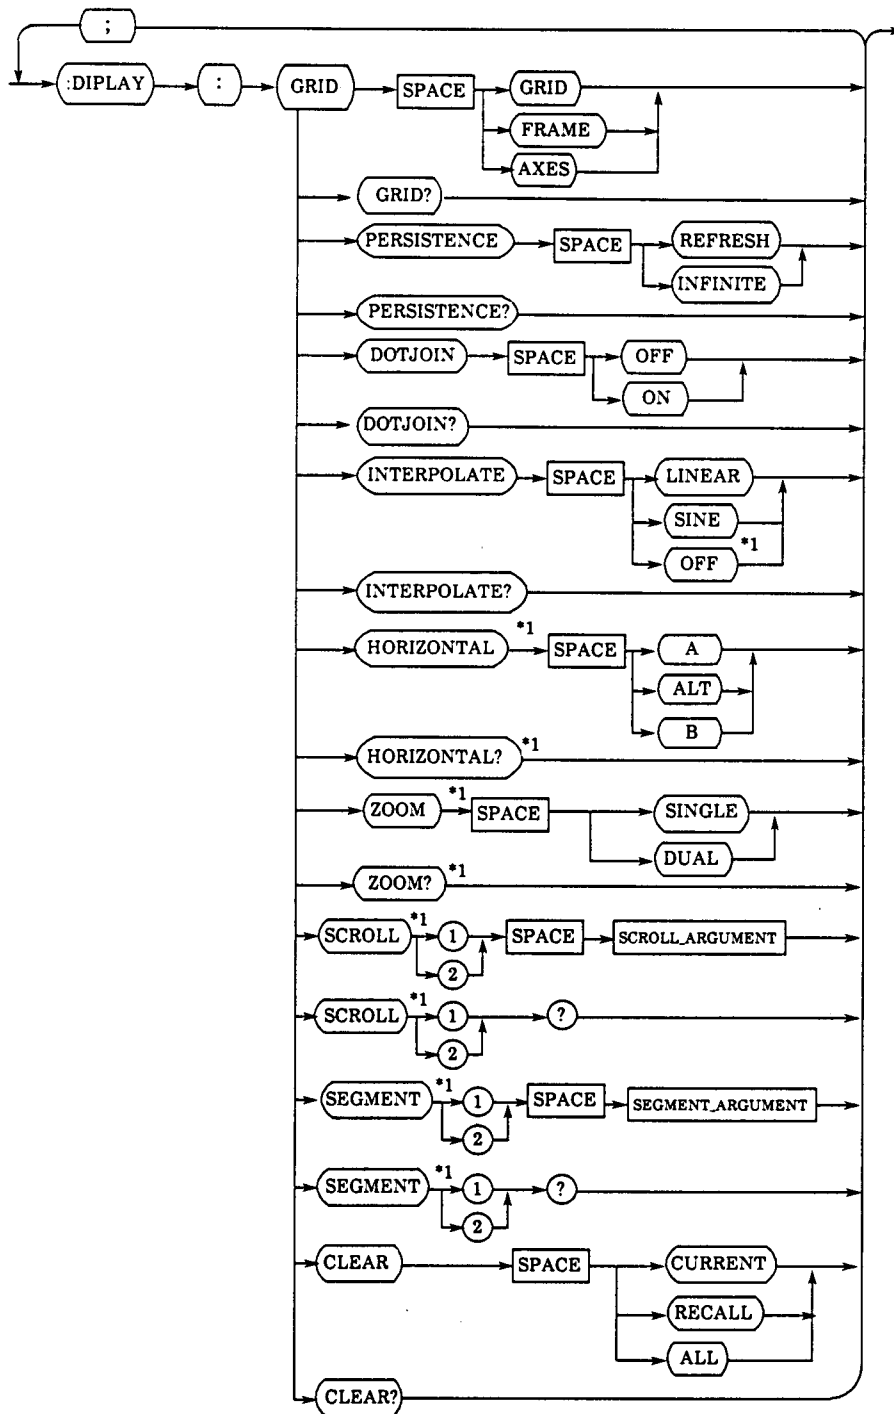 ;
:DIPLAY : GRID SPACE GRID
FRAME
AXES
GRID?
PERSISTENCE SPACE REFRESH
INFINITE
PERSISTENCE?
DOTJOIN SPACE OFF
ON
DOTJOIN?
INTERPOLATE SPACE LINEAR
SINE
OFF *1
INTERPOLATE?
HORIZONTAL *1 SPACE A
ALT
B
HORIZONTAL? *1
ZOOM *1 SPACE SINGLE
DUAL
ZOOM? *1
SCROLL *1 1 SPACE SCROLL_ARGUMENT
2
SCROLL *1 1 ?
2
SEGMENT *1 1 SPACE SEGMENT_ARGUMENT
2
SEGMENT *1 1 ?
2
CLEAR SPACE CURRENT
RECALL
ALL
CLEAR?